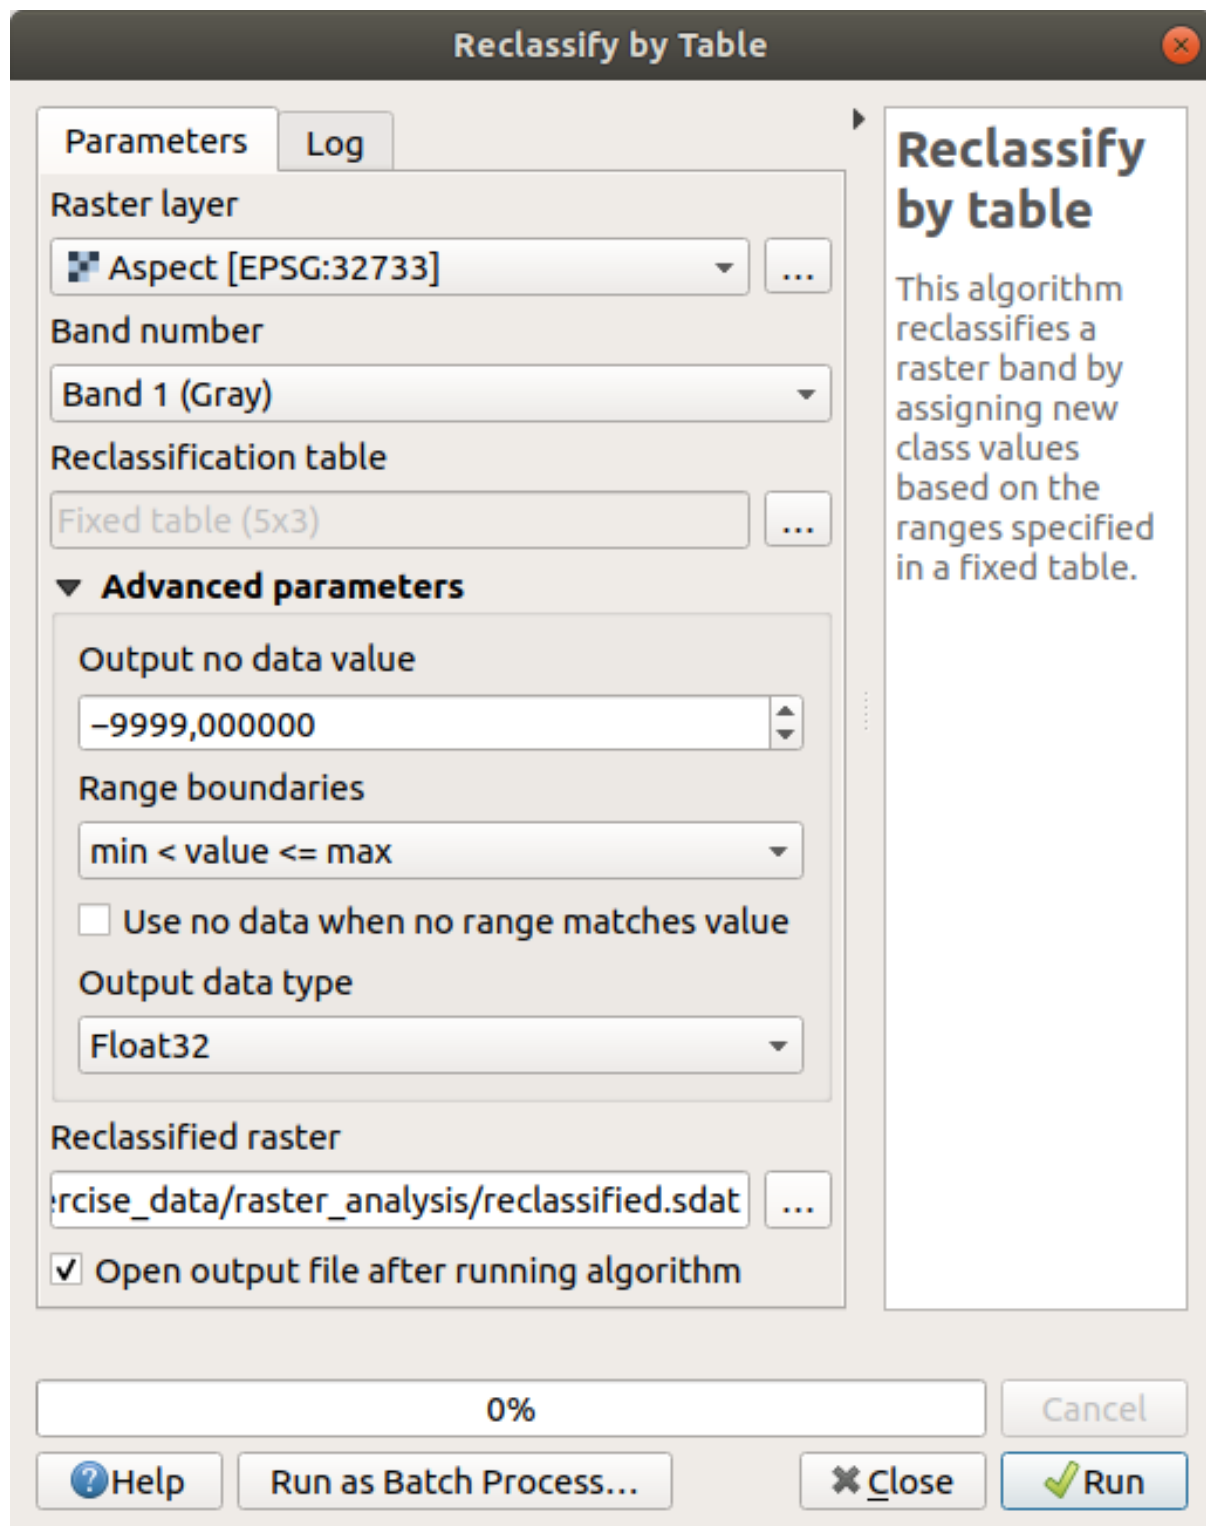 Reclassify by Table
Parameters
Log
Raster layer
Aspect [EPSG:32733]
...
Band number
Band 1 (Gray)
Reclassification table
Fixed table (5x3)
...
Advanced parameters
Output no data value
−9999,000000
Range boundaries
min < value <= max
Use no data when no range matches value
Output data type
Float32
Reclassified raster
rcise_data/raster_analysis/reclassified.sdat
...
Open output file after running algorithm
Reclassify
by table
This algorithm
reclassifies a
raster band by
assigning new
class values
based on the
ranges specified
in a fixed table.
0%
Cancel
Help
Run as Batch Process...
Close
Run